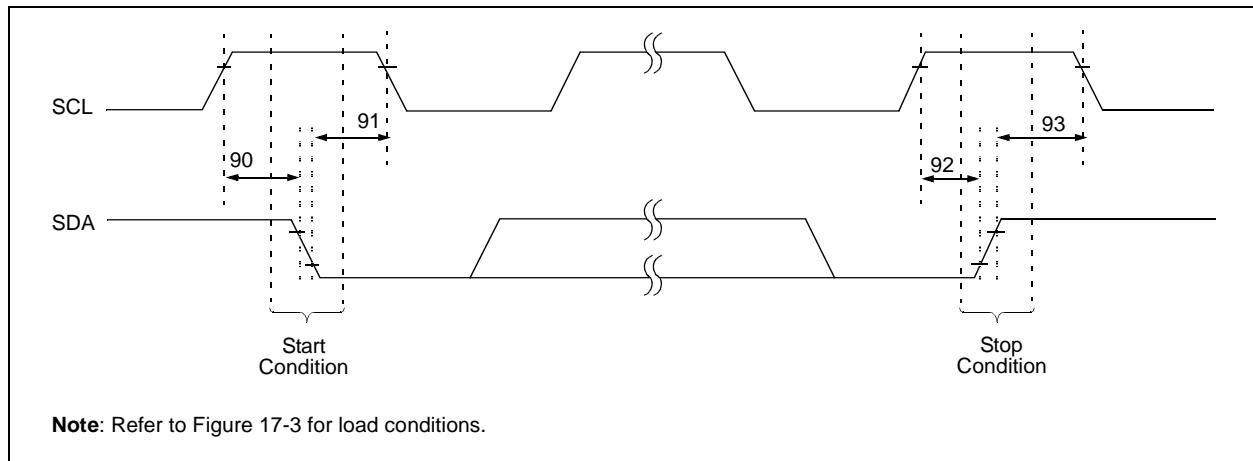 SCL
91
93
90
92
SDA
Start
Condition
Stop
Condition
Note: Refer to Figure 17-3 for load conditions.